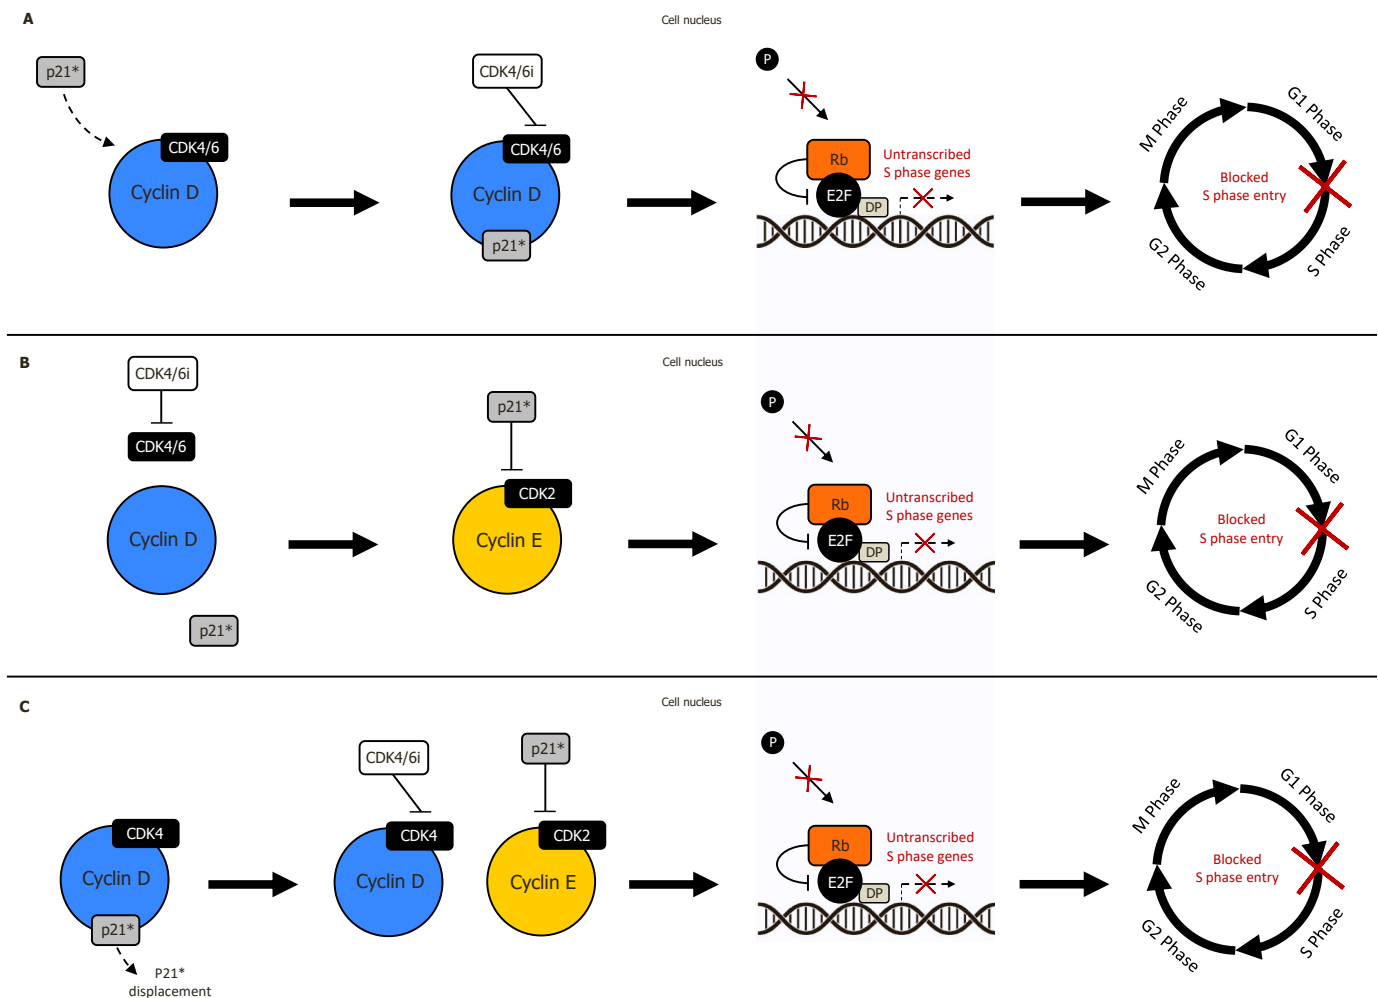 A
Cell nucleus
p21*
CDK4/6
Cyclin D
CDK4/6i
CDK4/6
Cyclin D
p21*
P
Rb
E2F
DP
Untranscribed
S phase genes
M Phase
G1 Phase
Blocked
S phase entry
G2 Phase
S Phase
B
Cell nucleus
CDK4/6i
CDK4/6
Cyclin D
p21*
p21*
CDK2
Cyclin E
P
Rb
E2F
DP
Untranscribed
S phase genes
M Phase
G1 Phase
Blocked
S phase entry
G2 Phase
S Phase
C
Cell nucleus
CDK4
Cyclin D
p21*
P21*
displacement
CDK4/6i
CDK4
Cyclin D
p21*
CDK2
Cyclin E
P
Rb
E2F
DP
Untranscribed
S phase genes
M Phase
G1 Phase
Blocked
S phase entry
G2 Phase
S Phase